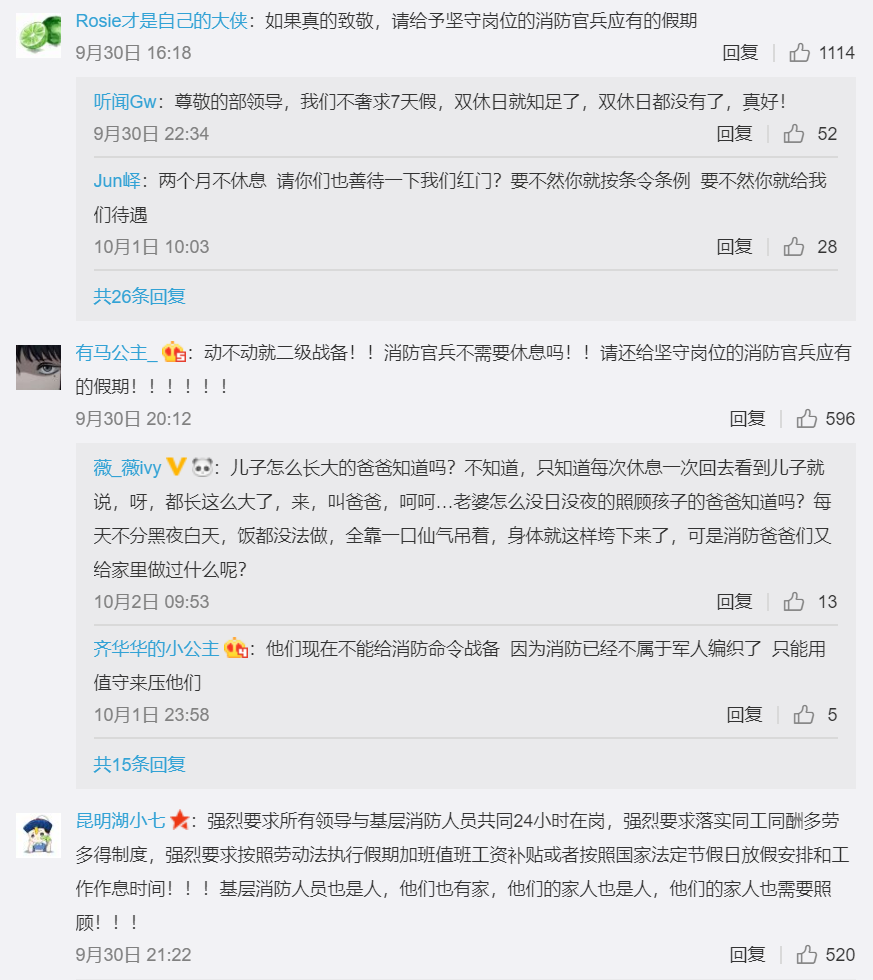 Rosie才是自己的大侠：如果真的致敬，请给予坚守岗位的消防官兵应有的假期
9月30日 16:18
回复 1114
听闻Gw：尊敬的部领导，我们不奢求7天假，双休日就知足了，双休日都没有了，真好！
9月30日 22:34
回复 52
Jun峄：两个月不休息 请你们也善待一下我们红门？要不然你就按条令条例 要不然你就给我
们待遇
10月1日 10:03
回复 28
共26条回复
有马公主_：动不动就二级战备！！消防官兵不需要休息吗！！请还给坚守岗位的消防官兵应有
的假期！！！！！！
9月30日 20:12
回复 596
薇_薇ivy：儿子怎么长大的爸爸知道吗？不知道，只知道每次休息一次回去看到儿子就
说，呀，都长这么大了，来，叫爸爸，呵呵...老婆怎么没日没夜的照顾孩子的爸爸知道吗？每
天不分黑夜白天，饭都没法做，全靠一口仙气吊着，身体就这样垮下来了，可是消防爸爸们又
给家里做过什么呢？
10月2日 09:53
回复 13
齐华华的小公主：他们现在不能给消防命令战备 因为消防已经不属于军人编织了 只能用
值守来压他们
10月1日 23:58
回复 5
共15条回复
昆明湖小七：强烈要求所有领导与基层消防人员共同24小时在岗，强烈要求落实同工同酬多劳
多得制度，强烈要求按照劳动法执行假期加班值班工资补贴或者按照国家法定节假日放假安排和工
作作息时间！！！基层消防人员也是人，他们也有家，他们的家人也是人，他们的家人也需要照
顾！！！
9月30日 21:22
回复 520